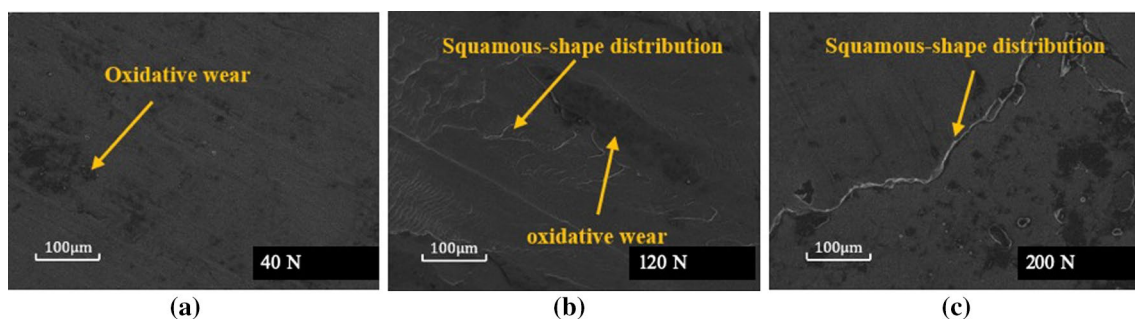 Oxidative wear
100μm
40 N
(a)
Squamous-shape distribution
oxidative wear
100μm
120 N
(b)
Squamous-shape distribution
100μm
200 N
(c)